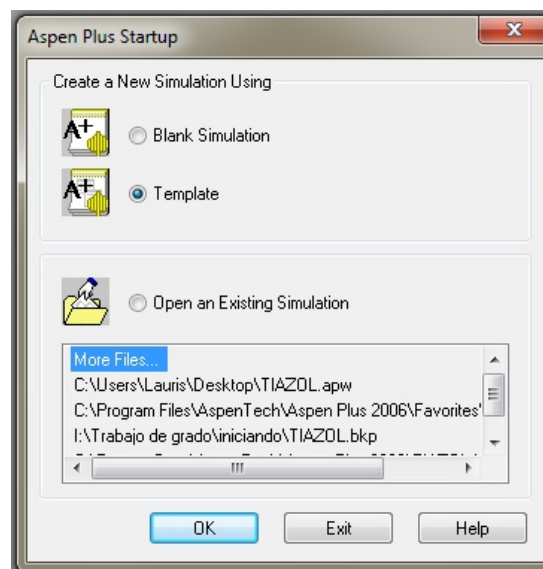 Aspen Plus Startup
Create a New Simulation Using
A+
Blank Simulation
A+
Template
Open an Existing Simulation
More Files...
C:\Users\Lauris\Desktop\TIAZOL.apw
C:\Program Files\AspenTech\Aspen Plus 2006\Favorites'
I:\Trabajo de grado\iniciando\TIAZOL.bkp
OK Exit Help